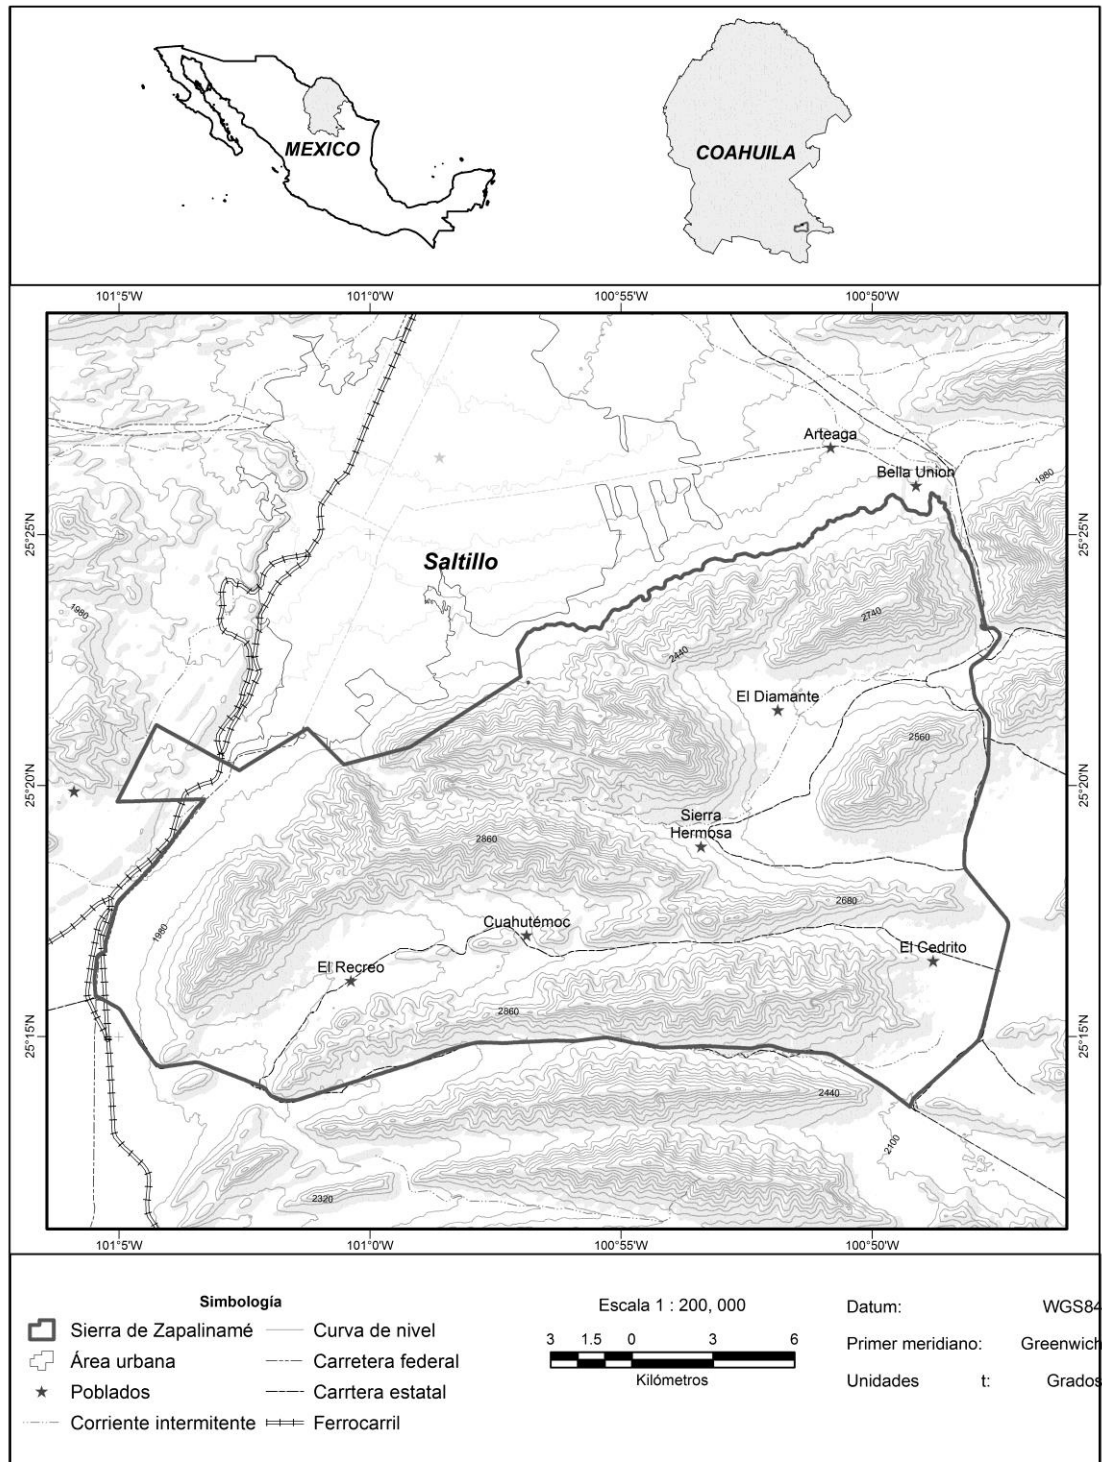 MEXICO
COAHUILA
101°5'W 101°0'W 100°55'W 100°50'W
Arteaga
Bella Union
1980
25°25'N 25°25'N
Saltillo
1980
2740
2440
El Diamante
2560
25°20'N 25°20'N
Sierra
Hermosa
2860
2680
Cuahutémoc
1980
El Cedrito
El Recreo
2860
25°15'N 25°15'N
2440
2100
2320
101°5'W 101°0'W 100°55'W 100°50'W
Simbología
Sierra de Zapalinamé
Área urbana
Poblados
Corriente intermitente
Curva de nivel
Carretera federal
Carrtera estatal
Ferrocarril
Escala 1 : 200, 000
3 1.5 0 3 6
Kilómetros
Datum: WGS84
Primer meridiano: Greenwich
Unidades t: Grados